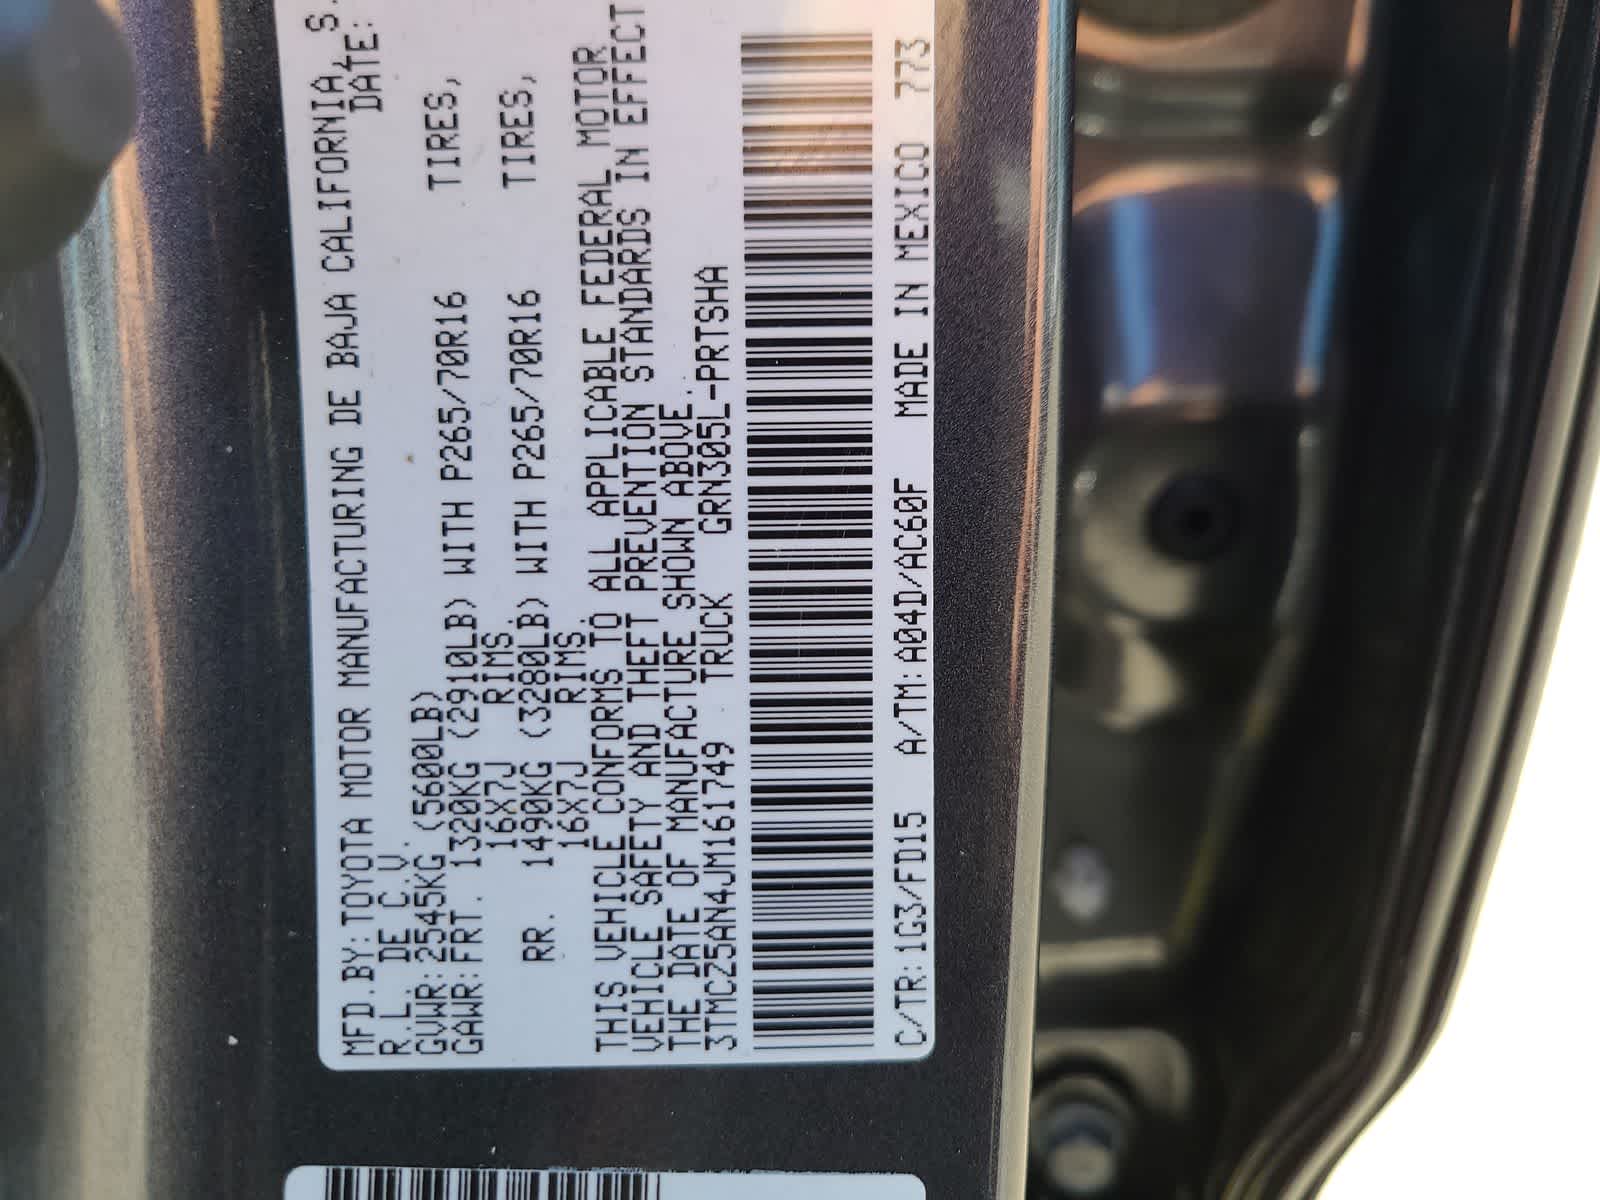 MFD.BY:TOYOTA MOTOR MANUFACTURING DE BAJA CALIFORNIA, S.
R.L. DE C.V. DATE:
GVWR:2545KG (5600LB)
GAWR:FRT. 1320KG (2910LB) WITH P265/70R16 TIRES,
16X7J RIMS.
RR. 1490KG (3280LB) WITH P265/70R16 TIRES,
16X7J RIMS.
THIS VEHICLE CONFORMS TO ALL APPLICABLE FEDERAL MOTOR
VEHICLE SAFETY AND THEFT PREVENTION STANDARDS IN EFFECT
THE DATE OF MANUFACTURE SHOWN ABOVE.
3TMCZ5AN4JM161749 TRUCK GRN305L-PRTSHA
C/TR:1G3/FD15 A/TM:A04D/AC60F MADE IN MEXICO 773